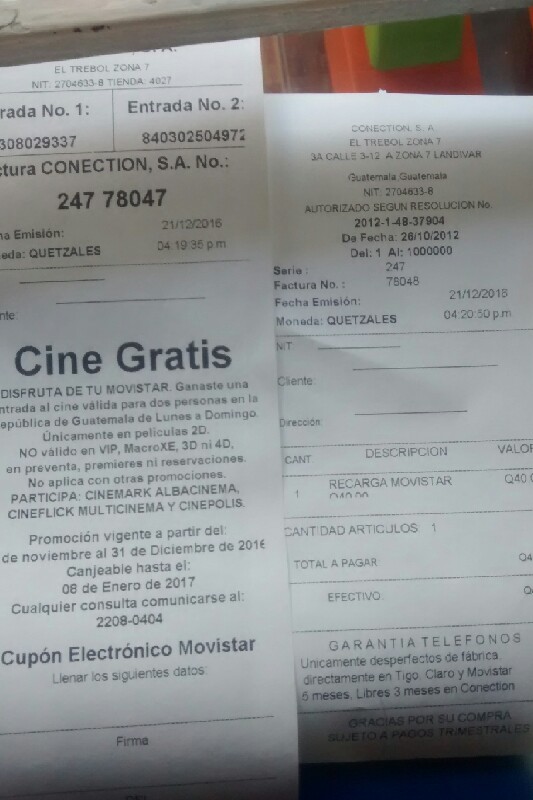 EL TREBOL ZONA 7
NIT: 2704633-8 TIENDA: 4027
rada No. 1:
Entrada No. 2:
308029337
840302504972
ctura CONECTION, S.A. No.:
247 78047
ha Emisión:
21/12/2016
04:19:35 p.m
eda: QUETZALES
nte:
Cine Gratis
DISFRUTA DE TU MOVISTAR. Ganaste una
ntrada al cine válida para dos personas en la
epública de Guatemala de Lunes a Domingo.
Únicamente en películas 2D.
NO válido en VIP, MacroXE, 3D ni 4D,
en preventa, premieres ni reservaciones.
No aplica con otras promociones.
PARTICIPA: CINEMARK ALBACINEMA,
CINEFLICK MULTICINEMA Y CINEPOLIS.
Promoción vigente a partir del:
de noviembre al 31 de Diciembre de 2016
Canjeable hasta el:
08 de Enero de 2017
Cualquier consulta comunicarse al:
2208-0404
Cupón Electrónico Movistar
Llenar los siguientes datos:
Firma
CONECTION, S. A.
EL TREBOL ZONA 7
3A CALLE 3-12 A ZONA 7 LANDIVAR
Guatemala,Guatemala
NIT: 2704633-8
AUTORIZADO SEGUN RESOLUCION No.
2012-1-48-37904
De Fecha: 26/10/2012
Del: 1 Al: 1000000
Serie : 247
Factura No. : 78048
Fecha Emisión: 21/12/2016
04:20:50 p.m
Moneda: QUETZALES
NIT:
Cliente:
Dirección:
CANT DESCRIPCION VALOR
1 RECARGA MOVISTAR Q40.0
Q40.00
CANTIDAD ARTICULOS 1
TOTAL A PAGAR Q4
EFECTIVO Q
GARANTIA TELEFONOS
Unicamente desperfectos de fábrica,
directamente en Tigo, Claro y Movistar
6 meses, Libres 3 meses en Conection
GRACIAS POR SU COMPRA
SUJETO A PAGOS TRIMESTRALES